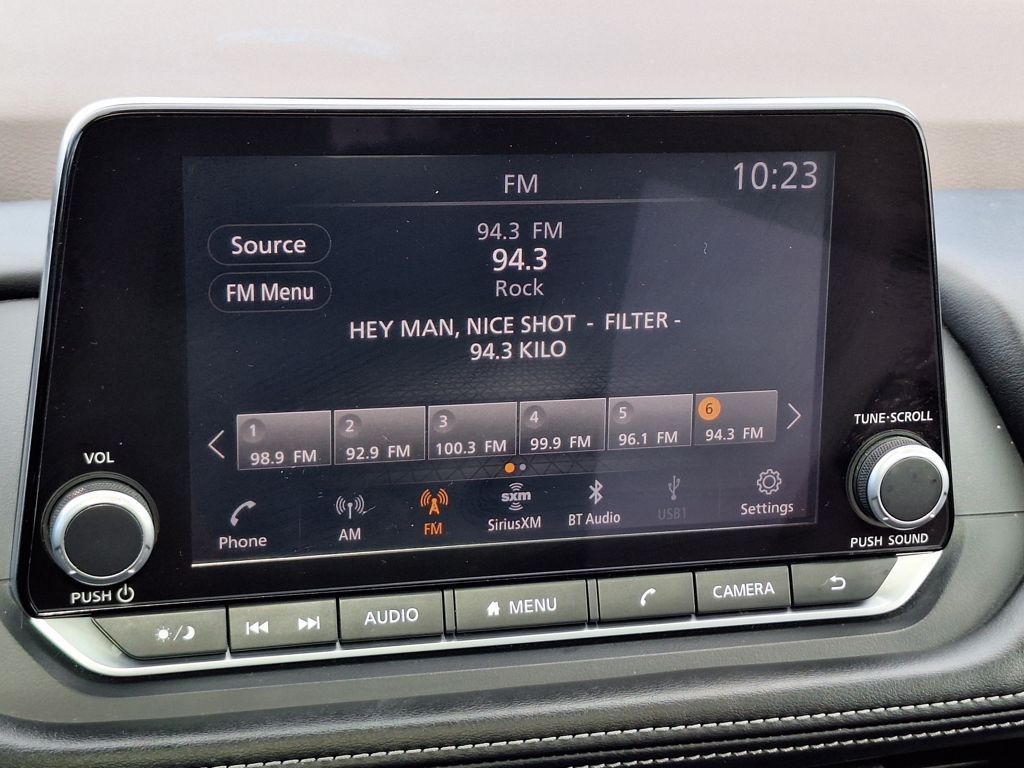 FM
10:23
Source
94.3 FM
94.3
FM Menu
Rock
HEY MAN, NICE SHOT - FILTER -
94.3 KILO
1
98.9 FM
2
92.9 FM
3
100.3 FM
4
99.9 FM
5
96.1 FM
6
94.3 FM
Phone
AM
FM
sxm
SiriusXM
BT Audio
USB1
Settings
VOL
PUSH
TUNE·SCROLL
PUSH SOUND
AUDIO
MENU
CAMERA